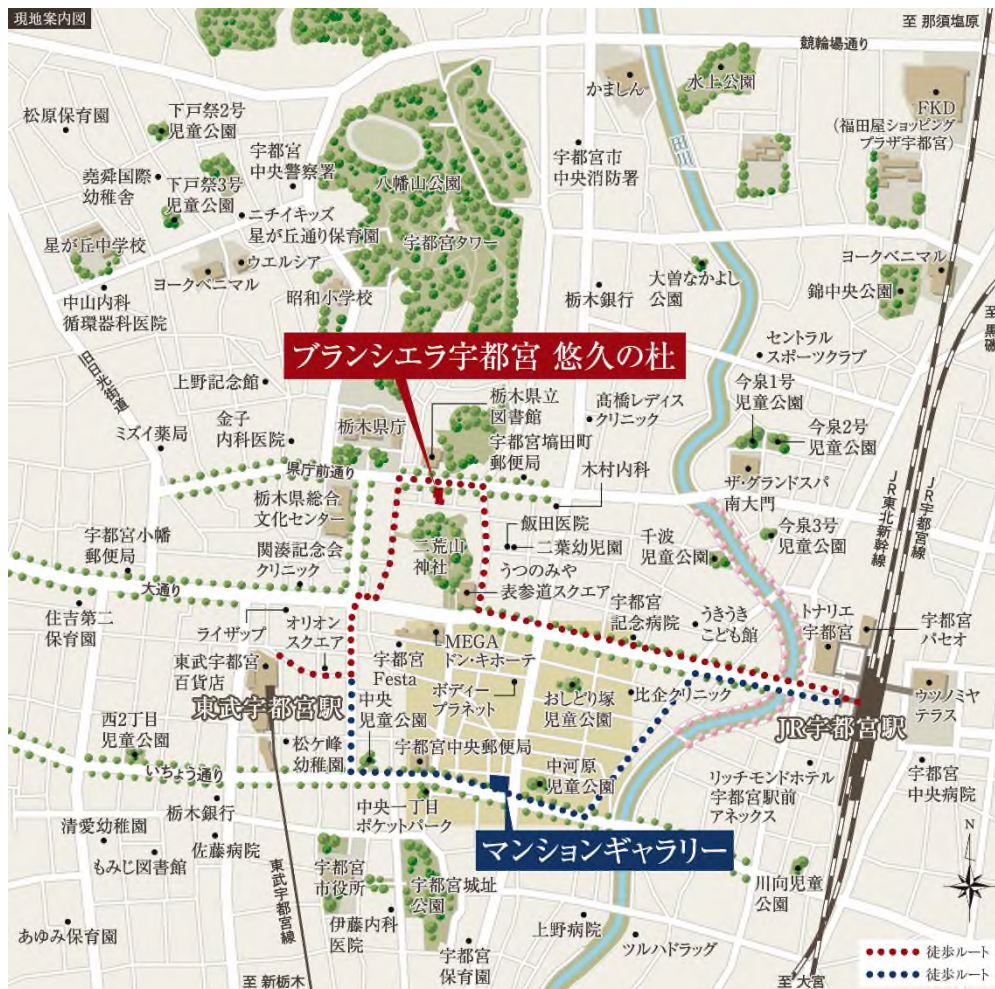 現地案内図
至 那須塩原
競輪場通り
かましん
水上公園
FKD
(福田屋ショッピング
プラザ宇都宮)
松原保育園
下戸祭2号
児童公園
宇都宮
中央警察署
八幡山公園
宇都宮市
中央消防署
田川
堯舜国際
幼稚舎
下戸祭3号
児童公園
ニチイキッズ
星が丘通り保育園
宇都宮タワー
星が丘中学校
ウエルシア
ヨークベニマル
昭和小学校
大曽なかよし
公園
栃木銀行
ヨークベニマル
錦中央公園
中山内科
循環器科医院
至 黒磯
旧日光街道
ブランシエラ宇都宮 悠久の杜
セントラル
スポーツクラブ
上野記念館
栃木県立
図書館
髙橋レディス
クリニック
今泉1号
児童公園
今泉2号
児童公園
ミズイ薬局
金子
内科医院
栃木県庁
宇都宮塙田町
郵便局
木村内科
県庁前通り
ザ・グランドスパ
南大門
JR東北新幹線
JR宇都宮線
栃木県総合
文化センター
飯田医院
二葉幼児園
千波
児童公園
今泉3号
児童公園
宇都宮小幡
郵便局
関湊記念会
クリニック
二荒山
神社
うつのみや
表参道スクエア
大通り
住吉第二
保育園
ライザップ
オリオン
スクエア
宇都宮
記念病院
うきうき
こども館
トナリエ
宇都宮
宇都宮
パセオ
東武宇都宮
百貨店
宇都宮
Festa
MEGA
ドン・キホーテ
東武宇都宮駅
中央
児童公園
ボディー
プラネット
おしどり塚
児童公園
比企クリニック
JR宇都宮駅
ウツノミヤ
テラス
西2丁目
児童公園
松ケ峰
幼稚園
宇都宮中央郵便局
いちょう通り
中河原
児童公園
リッチモンドホテル
宇都宮駅前
アネックス
宇都宮
中央病院
栃木銀行
中央一丁目
ポケットパーク
清愛幼稚園
佐藤病院
もみじ図書館
マンションギャラリー
N
東武宇都宮線
宇都宮
市役所
宇都宮城址
公園
川向児童
公園
あゆみ保育園
伊藤内科
医院
宇都宮
保育園
上野病院
ツルハドラッグ
徒歩ルート
徒歩ルート
至 新栃木
至 大宮